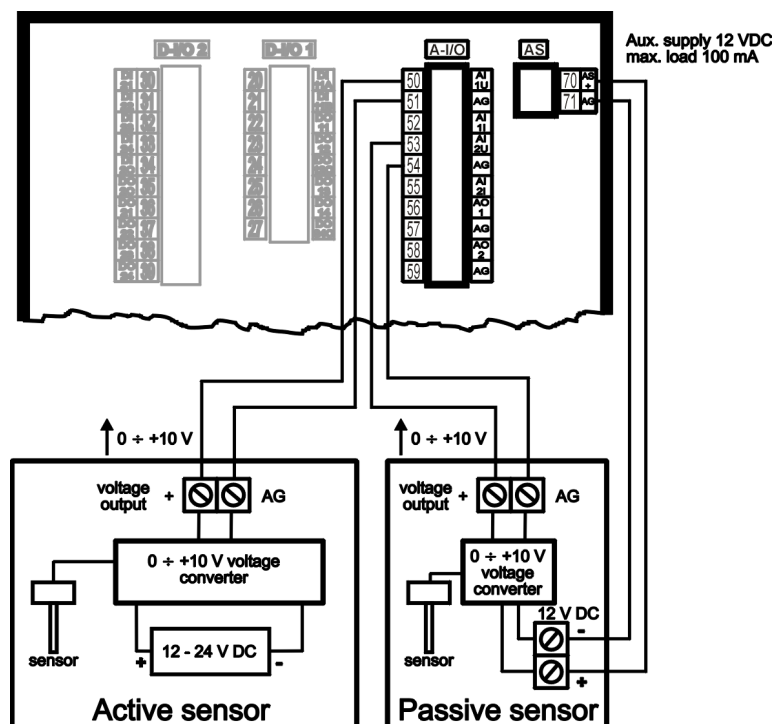 D-I/O 2
D-I/O 1
A-I/O
AS
Aux. supply 12 VDC
max. load 100 mA
30
31
32
33
34
35
36
37
38
39
20
21
22
23
24
25
26
27
50 AI 1U
51 AG
52 AI 1I
53 AI 2U
54 AG
55 AI 2I
56 AO 1
57 AG
58 AO 2
59 AG
70 AS +
71 AG
0 ÷ +10 V
0 ÷ +10 V
voltage output + AG
voltage output + AG
0 ÷ +10 V voltage
converter
0 ÷ +10 V
voltage
converter
12 V DC
-
+
sensor
+ 12 - 24 V DC -
sensor
Active sensor
Passive sensor